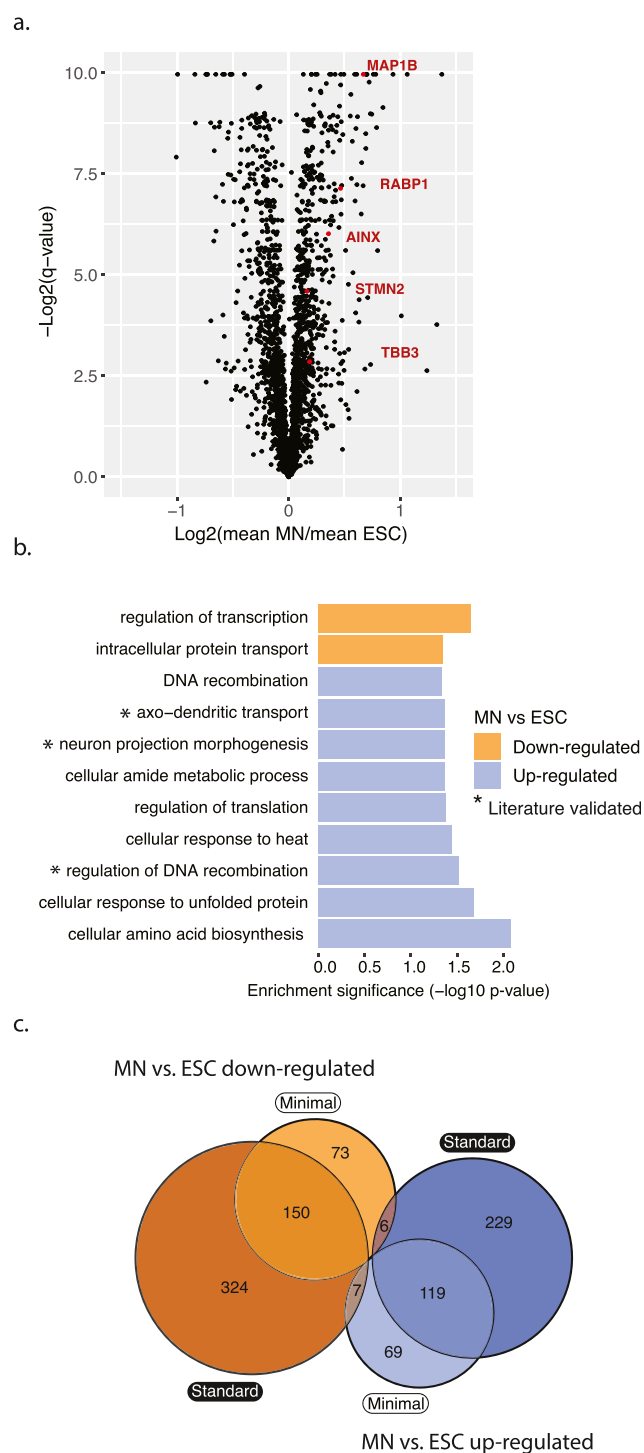 a.
MAP1B
RABP1
AINX
STMN2
TBB3
10.0
7.5
5.0
2.5
0.0
−Log2(q−value)
−1
0
1
Log2(mean MN/mean ESC)
b.
regulation of transcription
intracellular protein transport
DNA recombination
* axo−dendritic transport
* neuron projection morphogenesis
cellular amide metabolic process
regulation of translation
cellular response to heat
* regulation of DNA recombination
cellular response to unfolded protein
cellular amino acid biosynthesis
MN vs ESC
Down-regulated
Up-regulated
* Literature validated
0.0 0.5 1.0 1.5 2.0
Enrichment significance (−log10 p-value)
c.
MN vs. ESC down-regulated
Minimal
Standard
73
150
6
229
324
7
119
69
Standard
Minimal
MN vs. ESC up-regulated